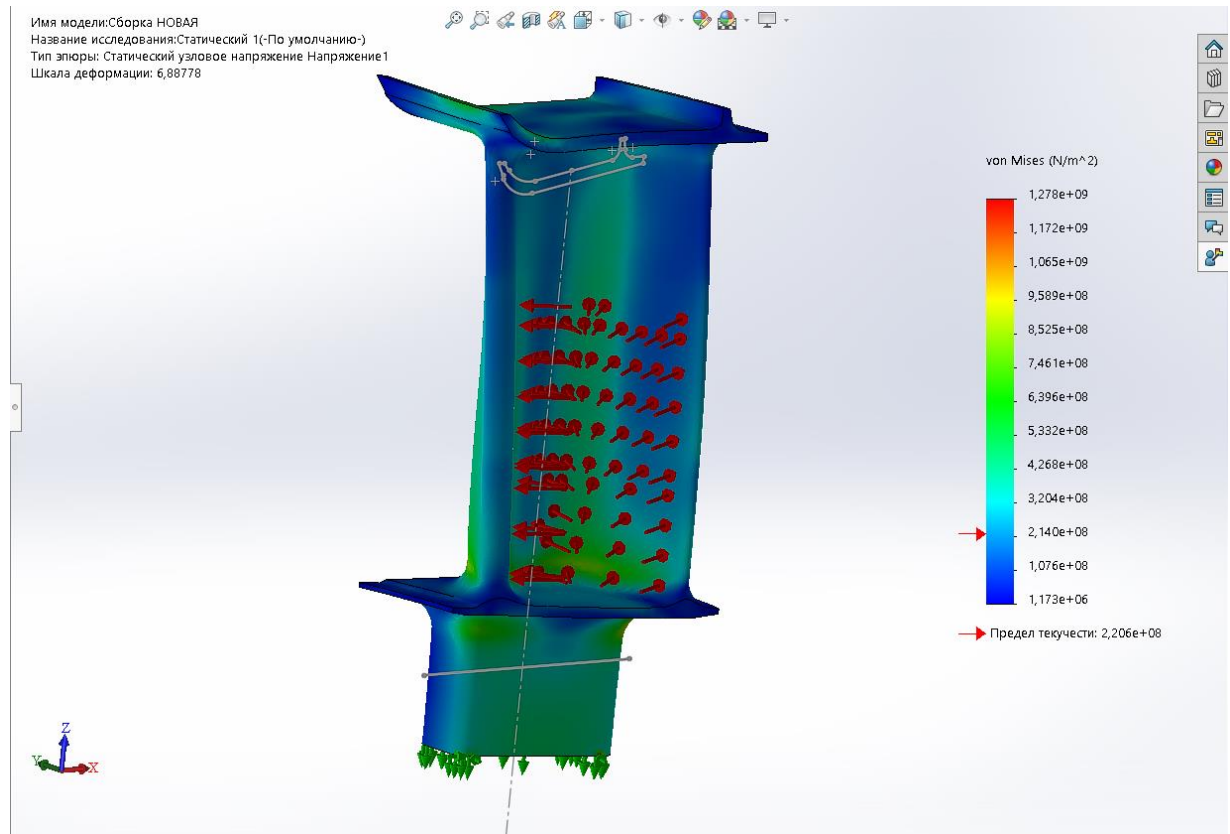 Имя модели:Сборка НОВАЯ
Название исследования:Статический 1(-По умолчанию-)
Тип эпюры: Статический узловое напряжение Напряжение1
Шкала деформации: 6,88778
von Mises (N/m^2)
1,278e+09
1,172e+09
1,065e+09
9,589e+08
8,525e+08
7,461e+08
6,396e+08
5,332e+08
4,268e+08
3,204e+08
2,140e+08
1,076e+08
1,173e+06
Предел текучести: 2,206e+08
Z
Y
X